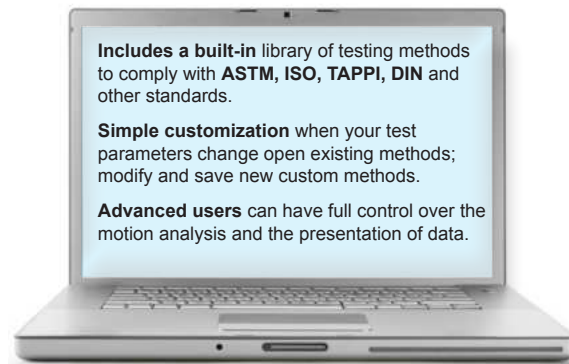 Includes a built-in library of testing methods
to comply with ASTM, ISO, TAPPI, DIN and
other standards.
Simple customization when your test
parameters change open existing methods;
modify and save new custom methods.
Advanced users can have full control over the
motion analysis and the presentation of data.